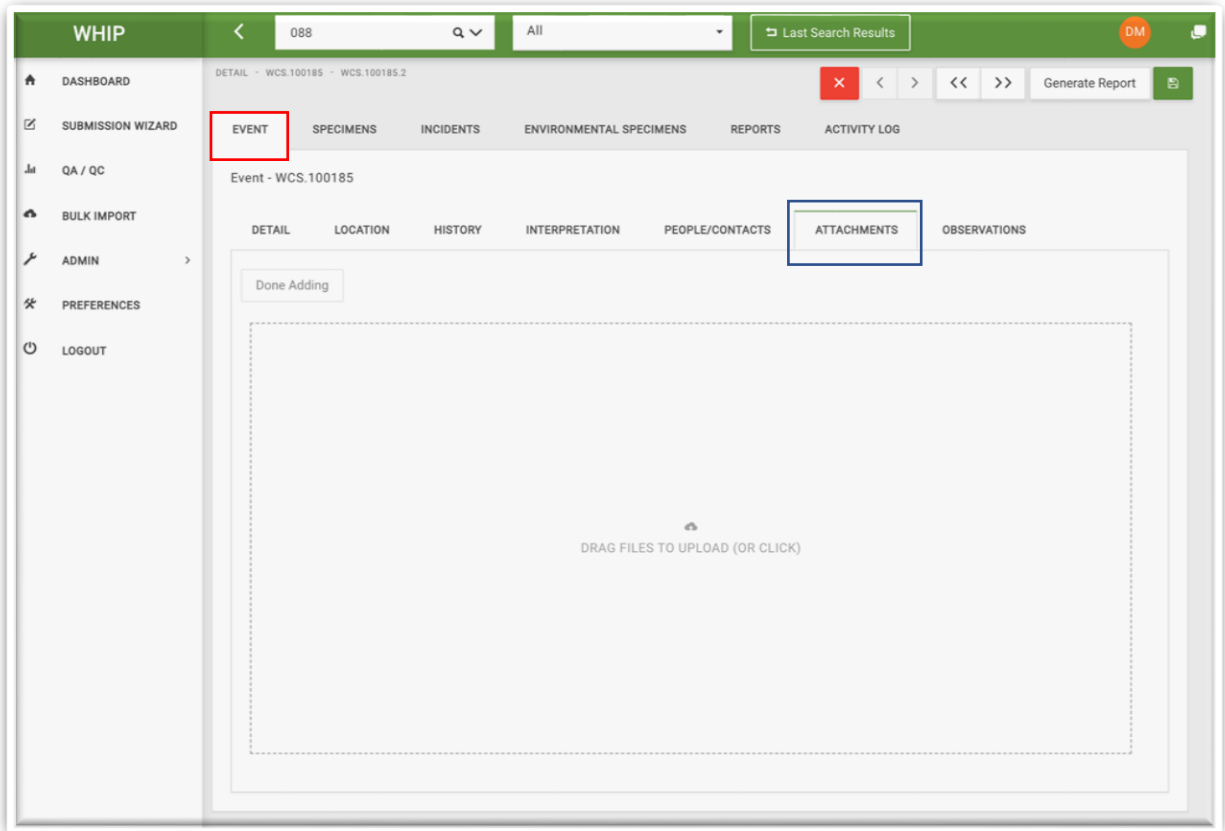 WHIP
088
All
Last Search Results
DM
DASHBOARD
SUBMISSION WIZARD
QA / QC
BULK IMPORT
ADMIN
PREFERENCES
LOGOUT
DETAIL - WCS.100185 - WCS.100185.2
Generate Report
EVENT SPECIMENS INCIDENTS ENVIRONMENTAL SPECIMENS REPORTS ACTIVITY LOG
Event - WCS.100185
DETAIL LOCATION HISTORY INTERPRETATION PEOPLE/CONTACTS ATTACHMENTS OBSERVATIONS
Done Adding
DRAG FILES TO UPLOAD (OR CLICK)